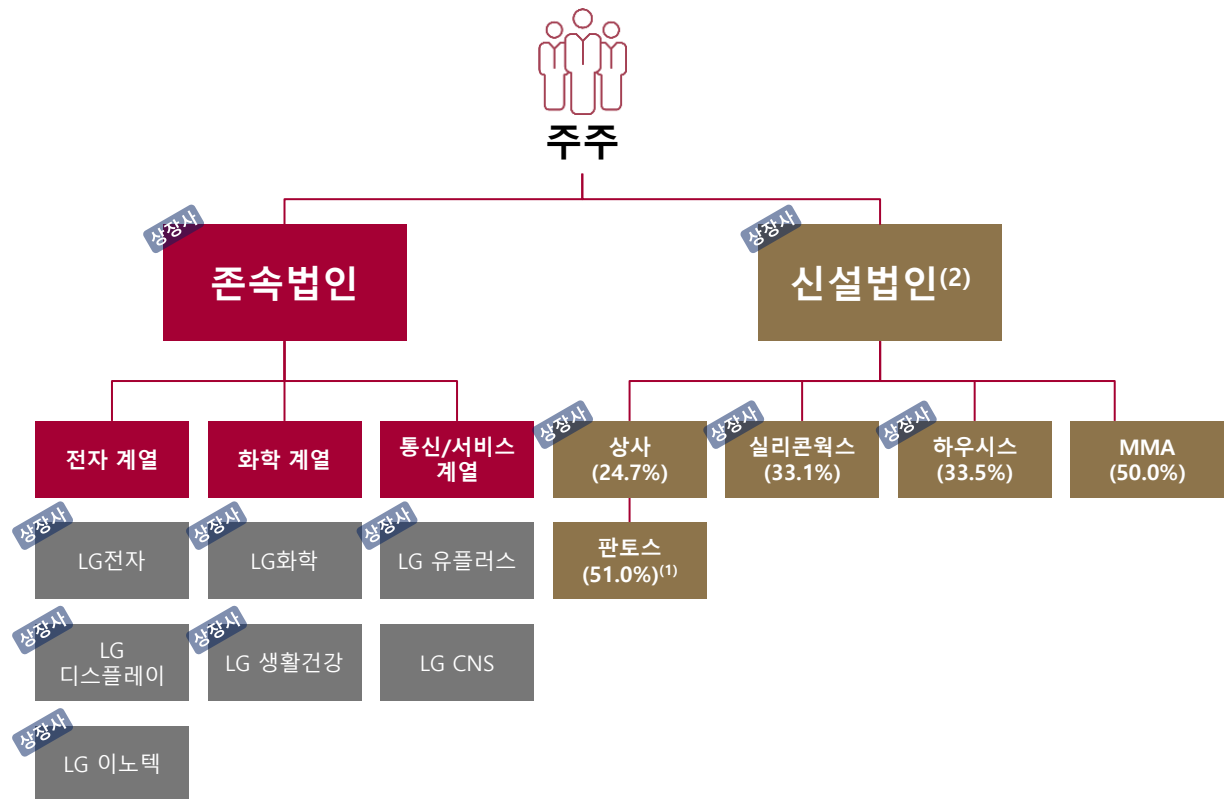 주주
상장사
존속법인
상장사
신설법인(2)
전자 계열
화학 계열
통신/서비스
계열
상장사
상사
(24.7%)
상장사
실리콘웍스
(33.1%)
상장사
하우시스
(33.5%)
MMA
(50.0%)
상장사
LG전자
상장사
LG화학
상장사
LG 유플러스
판토스
(51.0%)(1)
상장사
LG
디스플레이
상장사
LG 생활건강
LG CNS
상장사
LG 이노텍